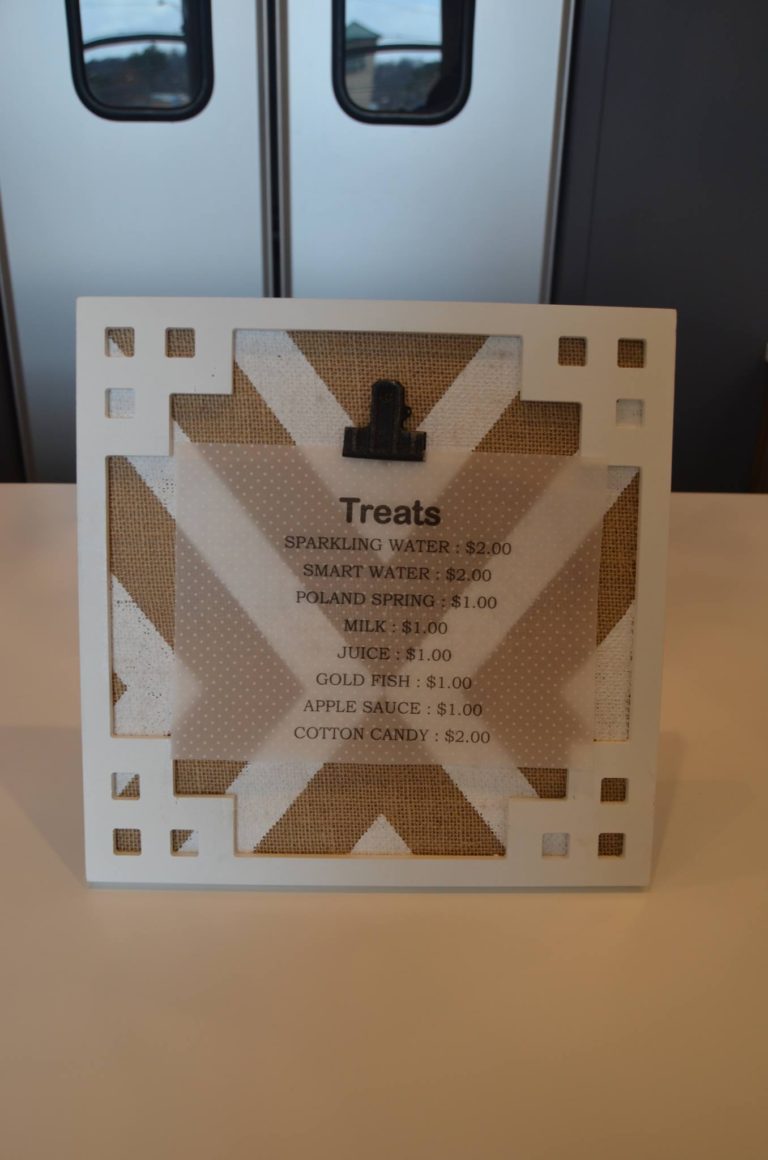 Treats
SPARKLING WATER : $2.00
SMART WATER : $2.00
POLAND SPRING : $1.00
MILK : $1.00
JUICE : $1.00
GOLD FISH : $1.00
APPLE SAUCE : $1.00
COTTON CANDY : $2.00